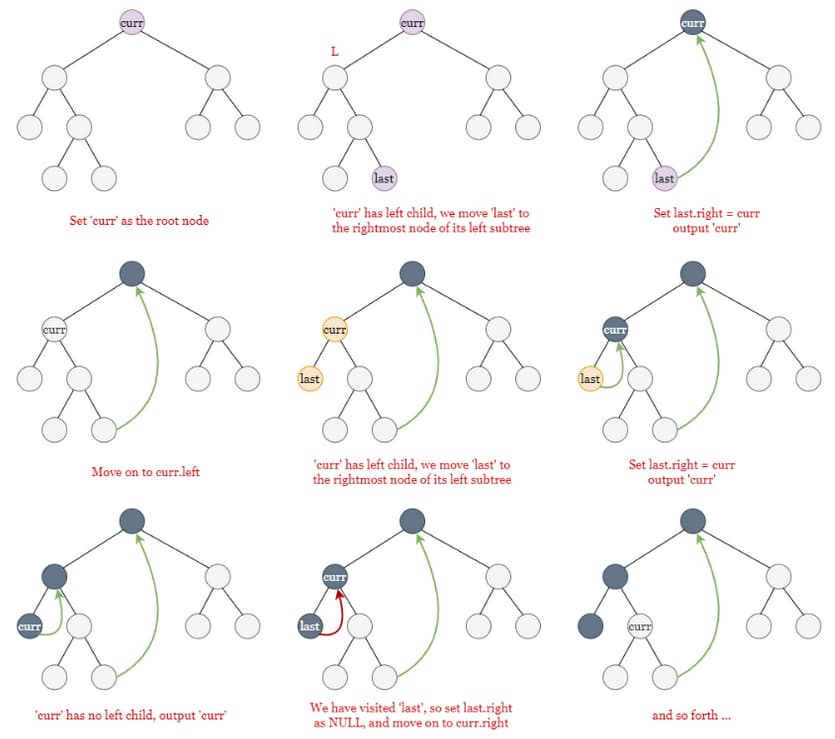 curr
curr
curr
L
last
last
Set 'curr' as the root node
'curr' has left child, we move 'last' to
the rightmost node of its left subtree
Set last.right = curr
output 'curr'
curr
curr
curr
last
last
Move on to curr.left
'curr' has left child, we move 'last' to
the rightmost node of its left subtree
Set last.right = curr
output 'curr'
curr
curr
last
curr
'curr' has no left child, output 'curr'
We have visited 'last', so set last.right
as NULL, and move on to curr.right
and so forth ...